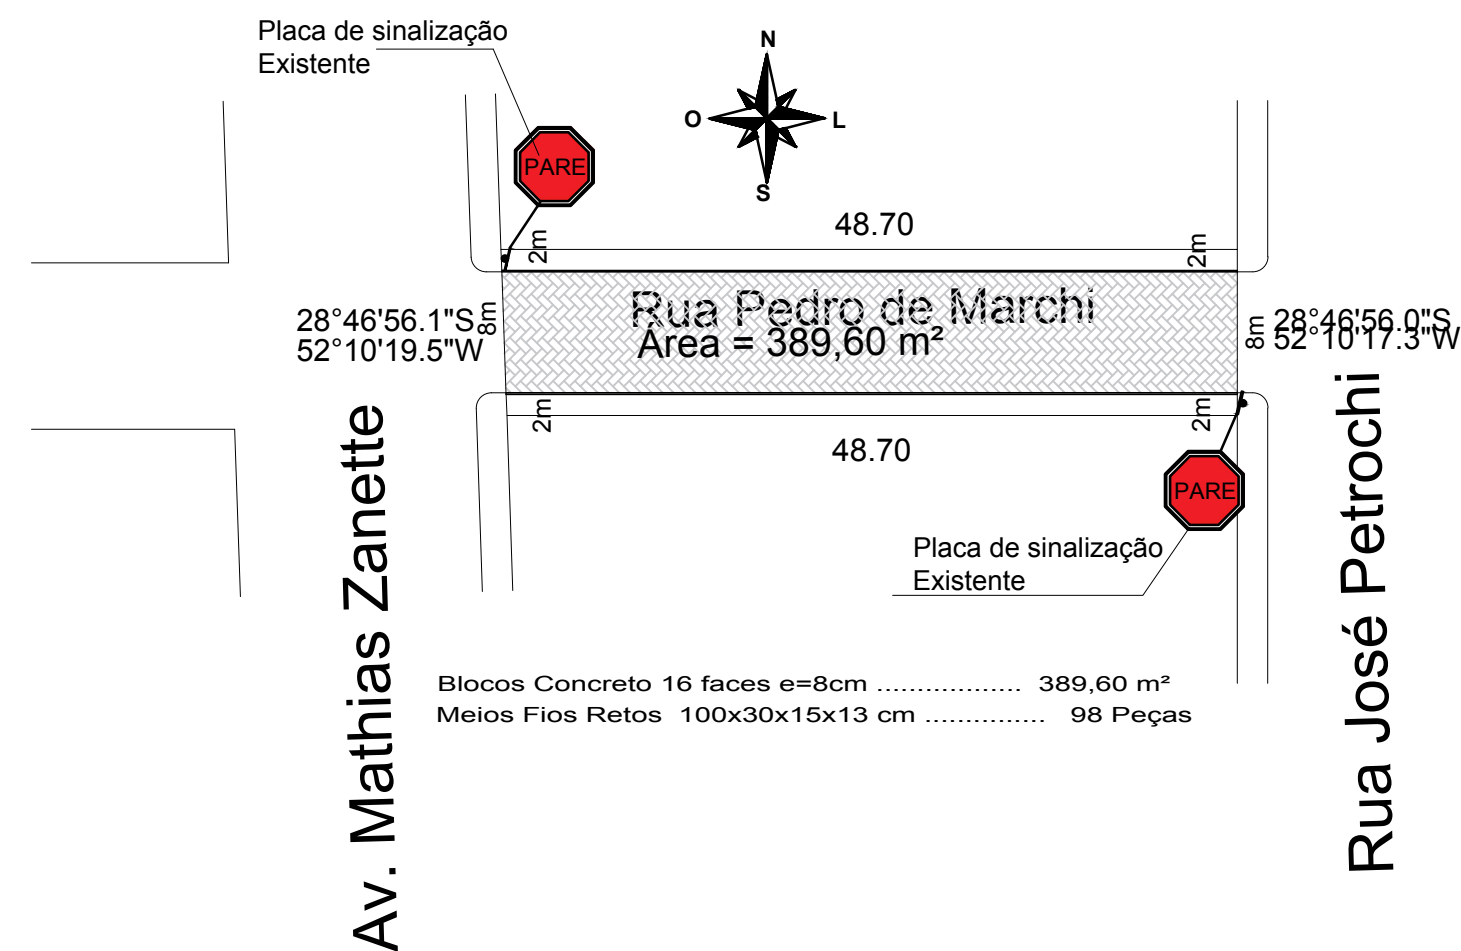 Placa de sinalização
Existente
N
O
L
S
PARE
48.70
2m
2m
Rua Pedro de Marchi
Área = 389,60 m²
28°46'56.1"S
52°10'19.5"W
8m
8m
28°46'56.0"S
52°10'17.3"W
2m
2m
48.70
PARE
Placa de sinalização
Existente
Av. Mathias Zanette
Rua José Petrochi
Blocos Concreto 16 faces e=8cm .................. 389,60 m²
Meios Fios Retos 100x30x15x13 cm ............... 98 Peças